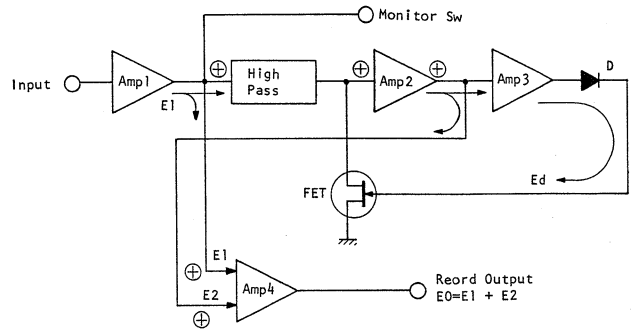 Monitor Sw
Input
Amp1
High
Pass
Amp2
Amp3
D
E1
FET
Ed
E1
E2
Amp4
Reord Output
E0=E1 + E2